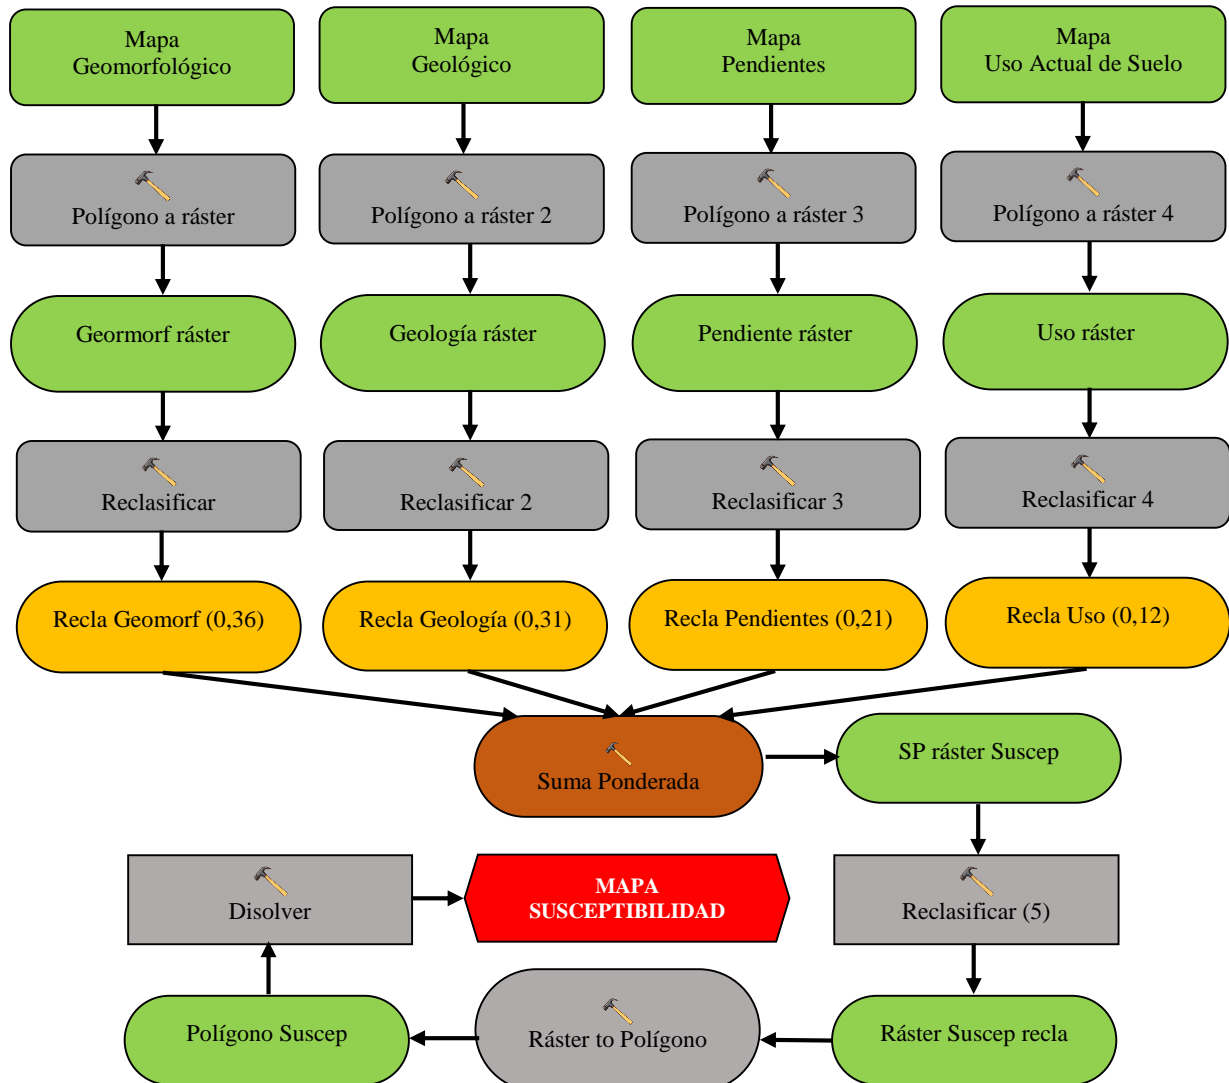 Mapa
Geomorfológico
Mapa
Geológico
Mapa
Pendientes
Mapa
Uso Actual de Suelo
Polígono a ráster
Polígono a ráster 2
Polígono a ráster 3
Polígono a ráster 4
Geormorf ráster
Geología ráster
Pendiente ráster
Uso ráster
Reclasificar
Reclasificar 2
Reclasificar 3
Reclasificar 4
Recla Geomorf (0,36)
Recla Geología (0,31)
Recla Pendientes (0,21)
Recla Uso (0,12)
Suma Ponderada
SP ráster Suscep
Disolver
MAPA
SUSCEPTIBILIDAD
Reclasificar (5)
Polígono Suscep
Ráster to Polígono
Ráster Suscep recla